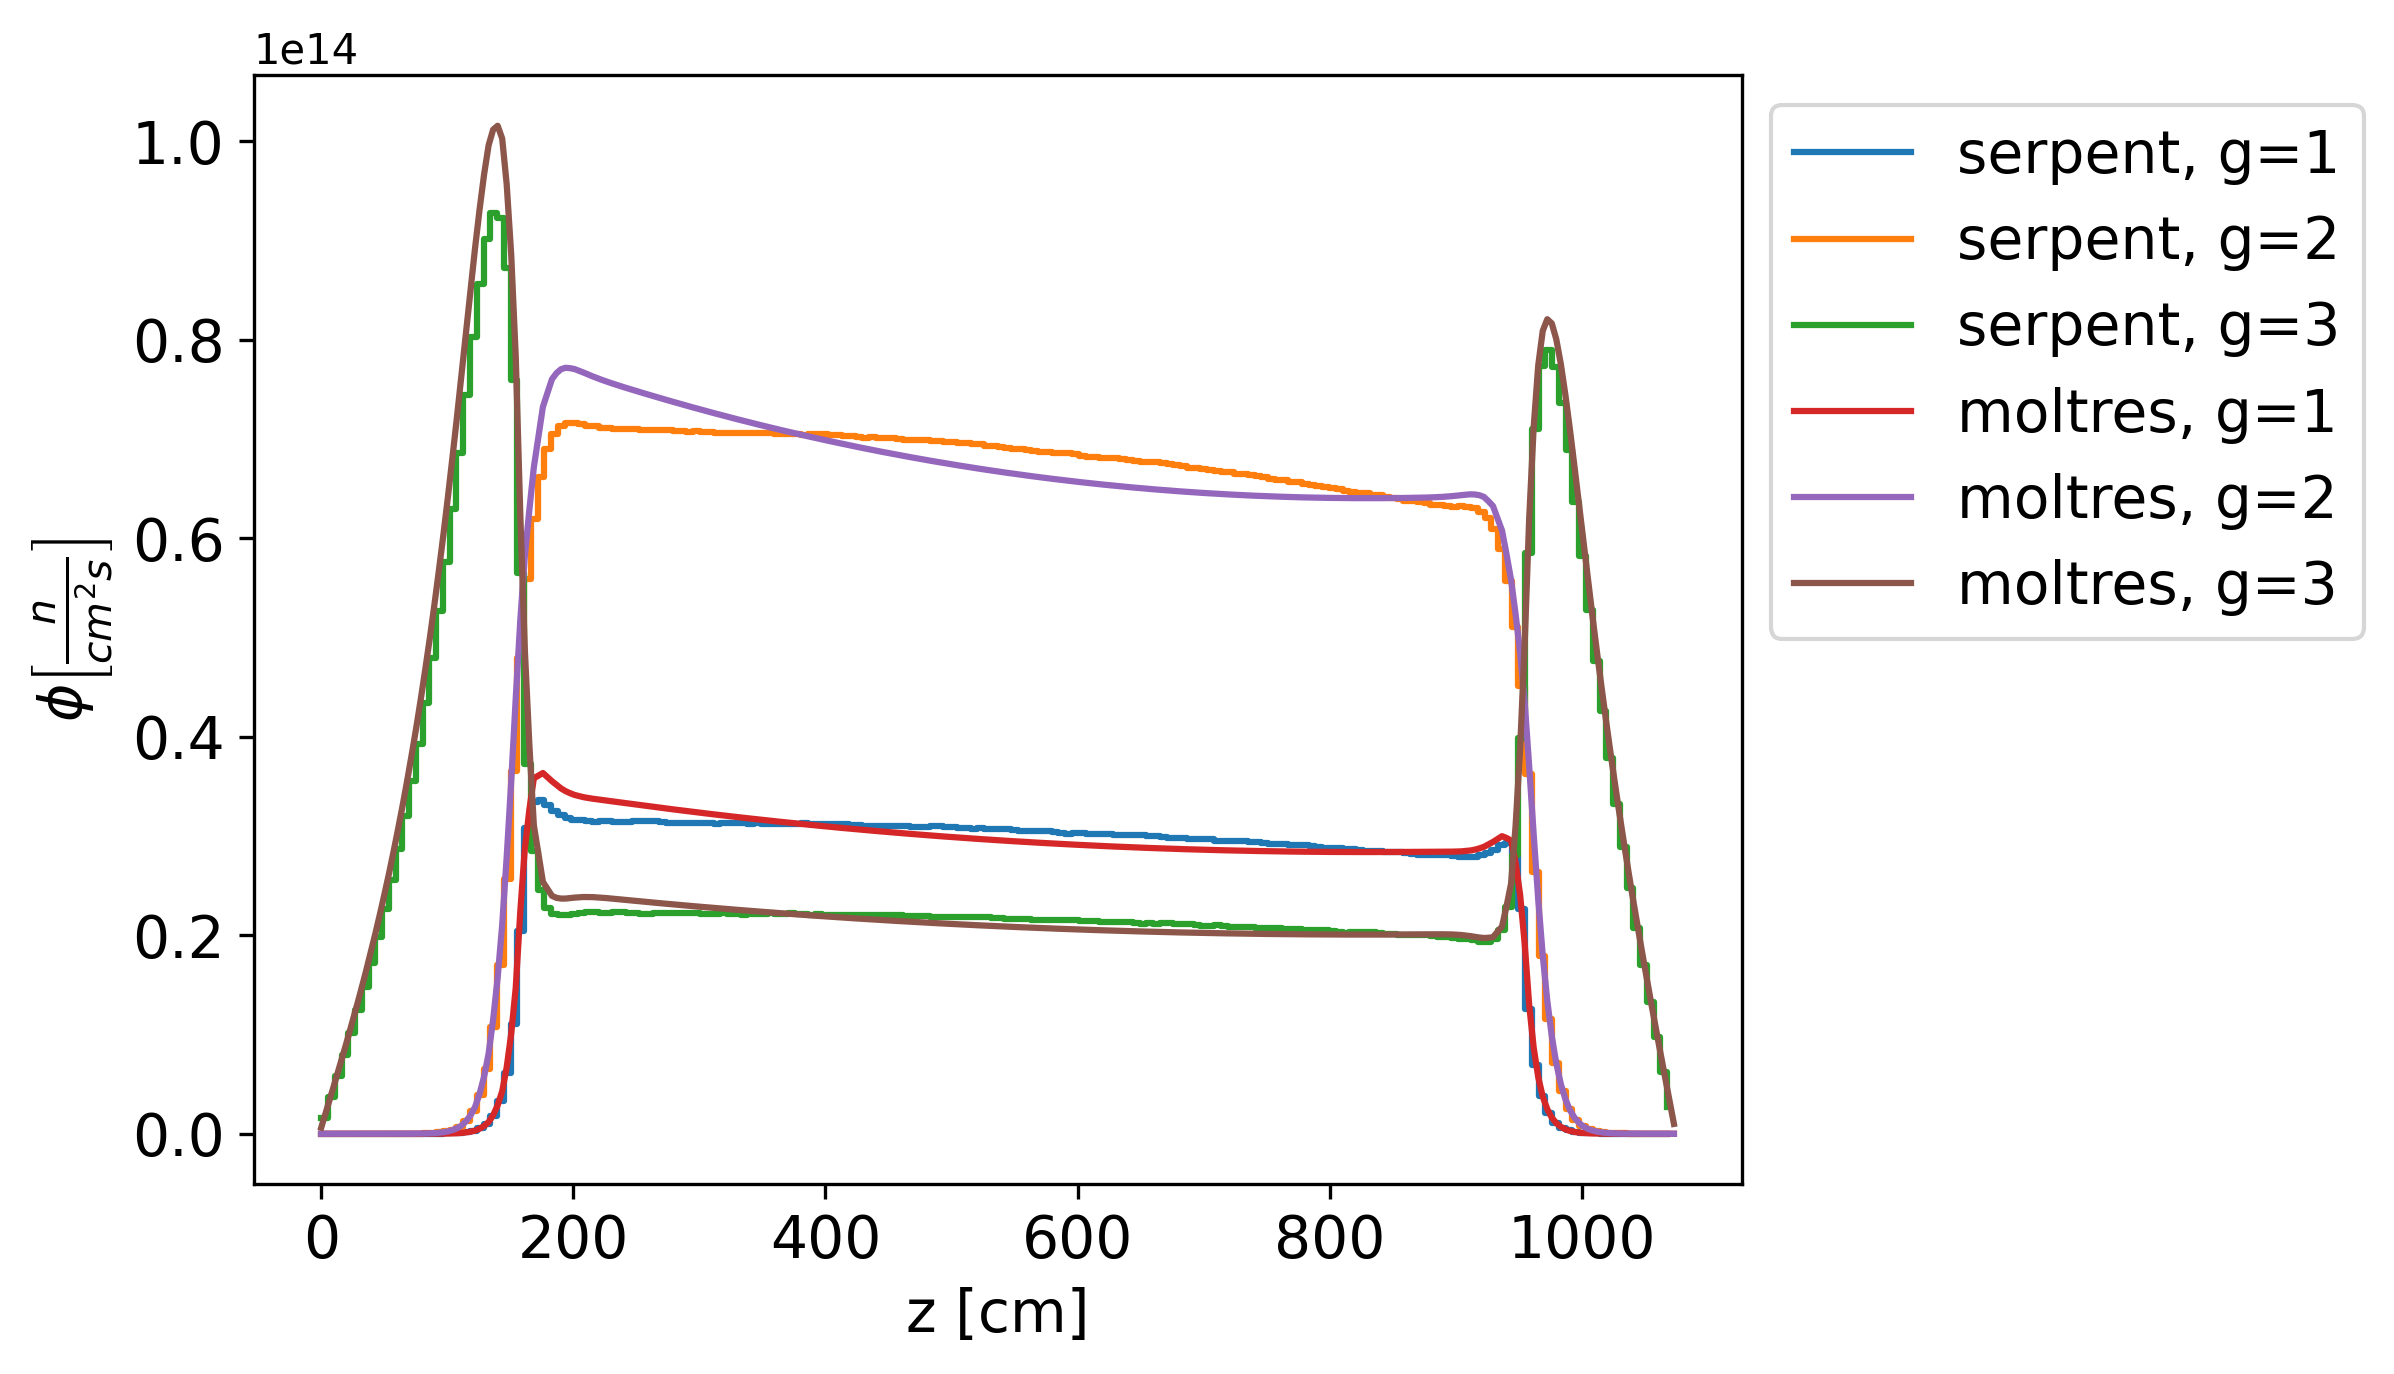 1e14
1.0
0.8
0.6
0.4
0.2
0.0
0 200 400 600 800 1000
z [cm]
ϕ[n/cm²s]
serpent, g=1
serpent, g=2
serpent, g=3
moltres, g=1
moltres, g=2
moltres, g=3